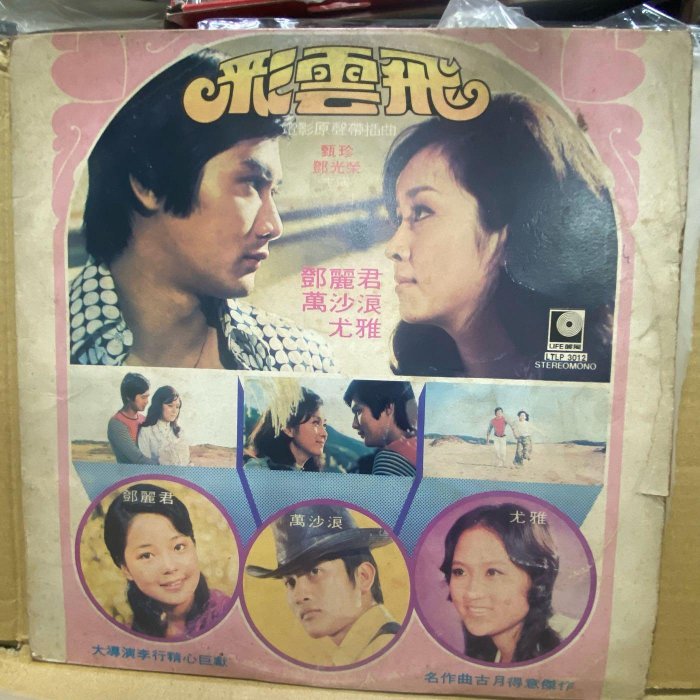 彩雲飛
電影原聲帶插曲
甄珍
鄧光榮
鄧麗君
萬沙浪
尤雅
LIFE 麗風
LTLP 3012
STEREOMONO
鄧麗君
萬沙浪
尤雅
大導演李行精心巨獻
名作曲古月得意傑作